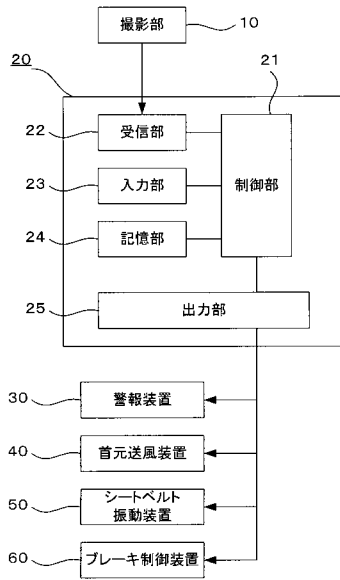 撮影部 10
20
21
22 受信部
23 入力部
制御部
24 記憶部
25 出力部
30 警報装置
40 首元送風装置
50 シートベルト
振動装置
60 ブレーキ制御装置